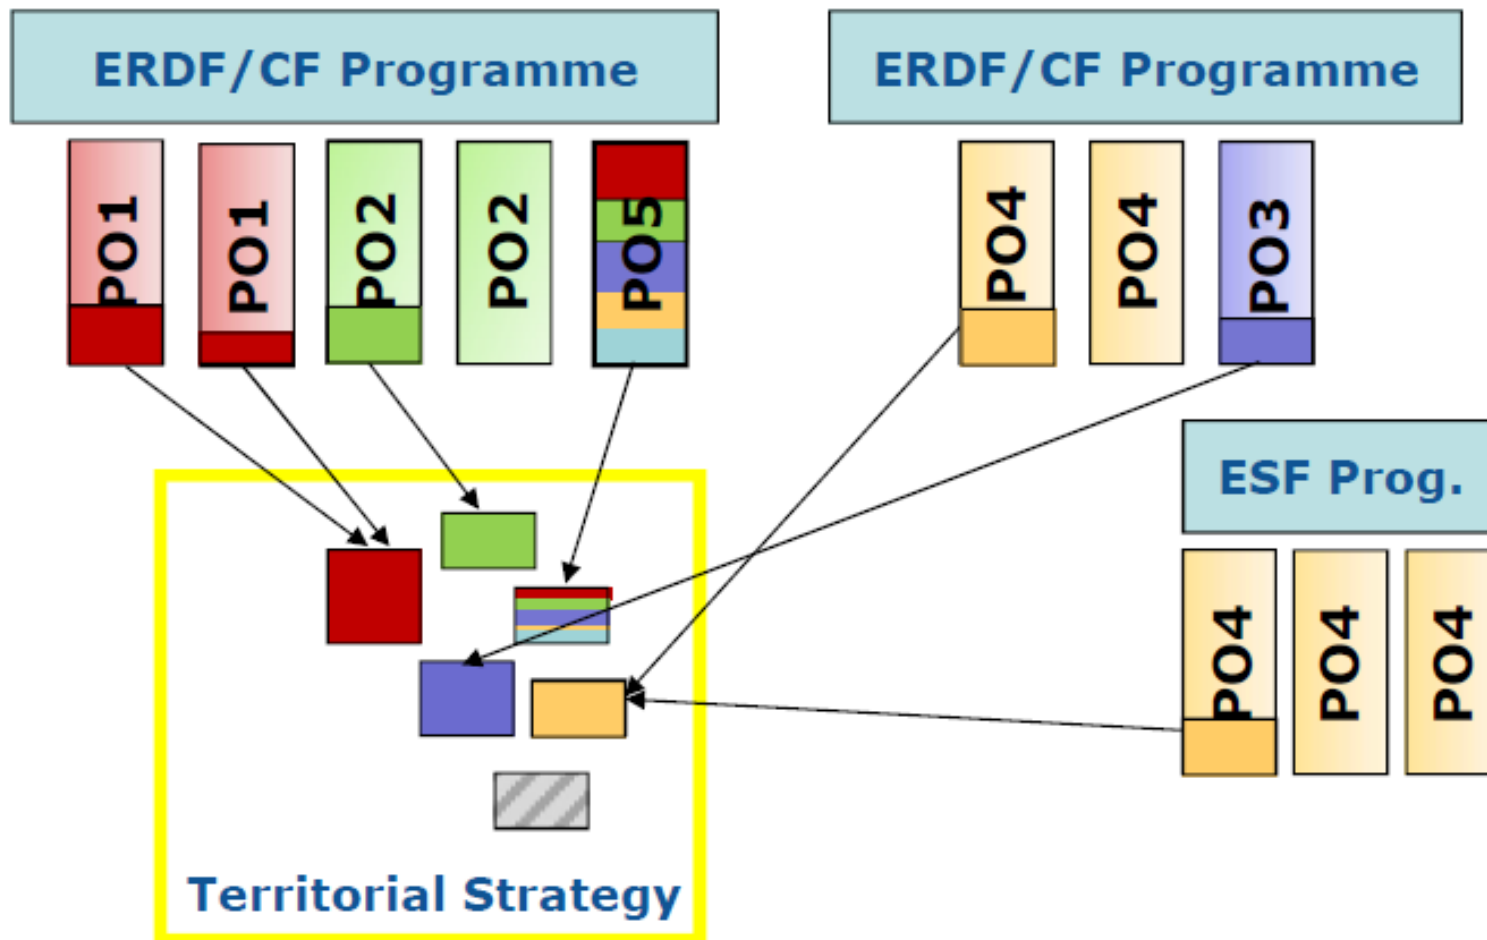 ERDF/CF Programme
ERDF/CF Programme
PO1
PO1
PO2
PO2
PO5
PO4
PO4
PO3
ESF Prog.
PO4
PO4
PO4
Territorial Strategy